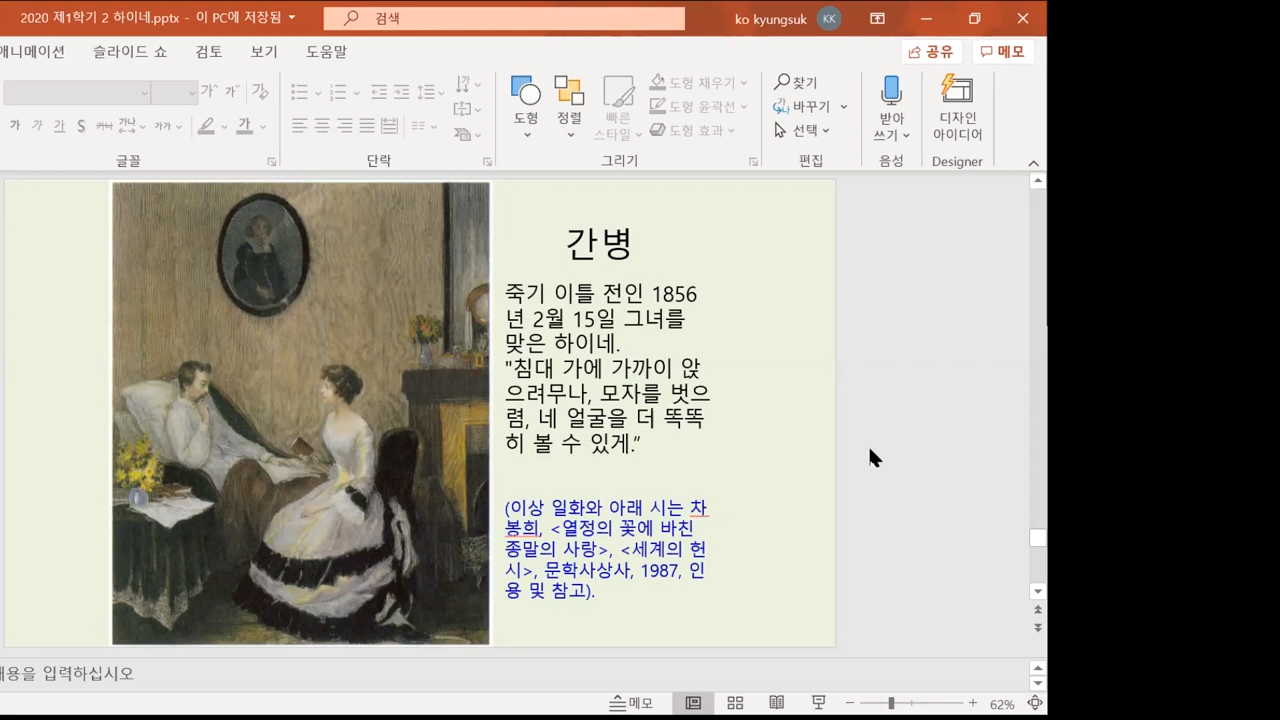 2020 제1학기 2 하이네.pptx - 이 PC에 저장됨
검색
ko kyungsuk
KK
애니메이션 슬라이드 쇼 검토 보기 도움말
공유 메모
도형 채우기
찾기
도형 윤곽선
바꾸기
도형 정렬 빠른 스타일
도형 효과
선택
받아쓰기
디자인 아이디어
글꼴 단락 그리기 편집 음성 Designer
간병
죽기 이틀 전인 1856
년 2월 15일 그녀를
맞은 하이네.
"침대 가에 가까이 앉
으려무나, 모자를 벗으
렴, 네 얼굴을 더 똑똑
히 볼 수 있게.”
(이상 일화와 아래 시는 차
봉희, <열정의 꽃에 바친
종말의 사랑>, <세계의 헌
시>, 문학사상사, 1987, 인
용 및 참고).
내용을 입력하십시오
메모
62%